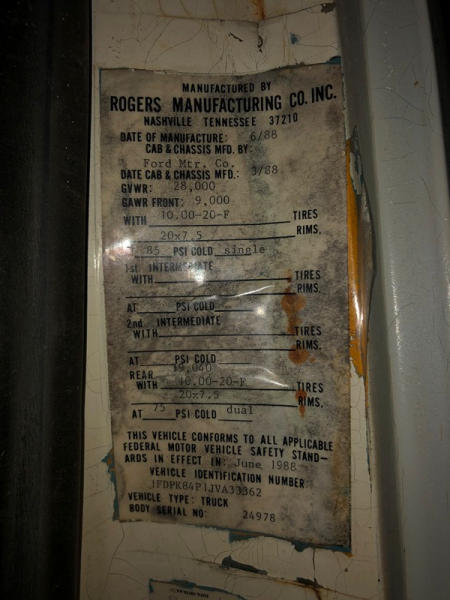 MANUFACTURED BY
ROGERS MANUFACTURING CO. INC.
NASHVILLE TENNESSEE 37210
DATE OF MANUFACTURE: 6/88
CAB & CHASSIS MFD. BY:
Ford Mtr. Co.
DATE CAB & CHASSIS MFD.: 3/88
GVWR: 28,000
GAWR FRONT: 9,000
WITH 10.00-20-F TIRES
20x7.5 RIMS.
AT 85 PSI COLD single
1st INTERMEDIATE
WITH TIRES
RIMS.
AT PSI COLD
2nd INTERMEDIATE
WITH TIRES
RIMS.
AT PSI COLD
REAR
WITH 10.00-20-F TIRES
20x7.5 RIMS.
AT 75 PSI COLD dual
THIS VEHICLE CONFORMS TO ALL APPLICABLE
FEDERAL MOTOR VEHICLE SAFETY STAND-
ARDS IN EFFECT IN: June 1988
VEHICLE IDENTIFICATION NUMBER
1FDPK84P1JVA33362
VEHICLE TYPE: TRUCK
BODY SERIAL NO: 24978